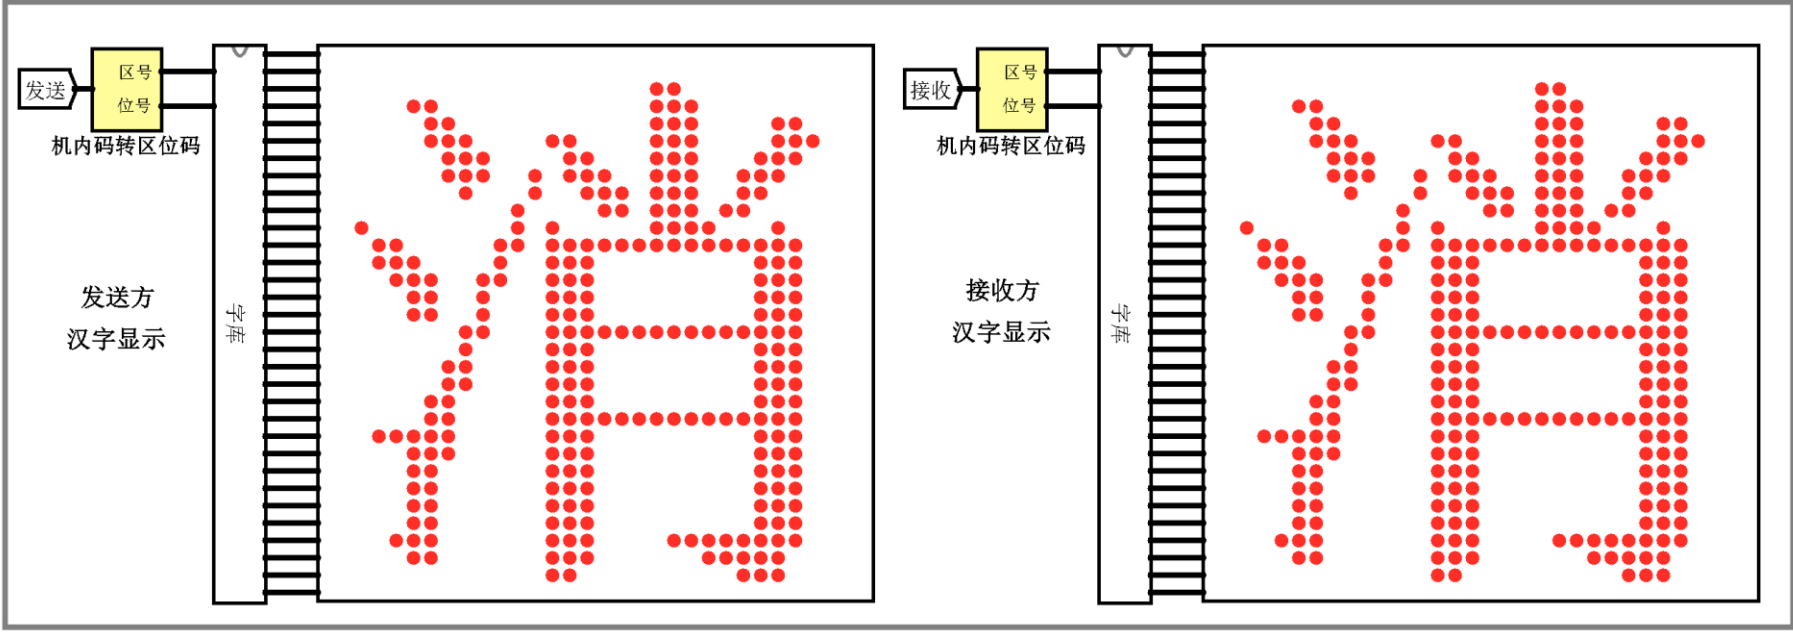 发送
区号
位号
机内码转区位码
发送方
汉字显示
字库
消
接收
区号
位号
机内码转区位码
接收方
汉字显示
字库
消